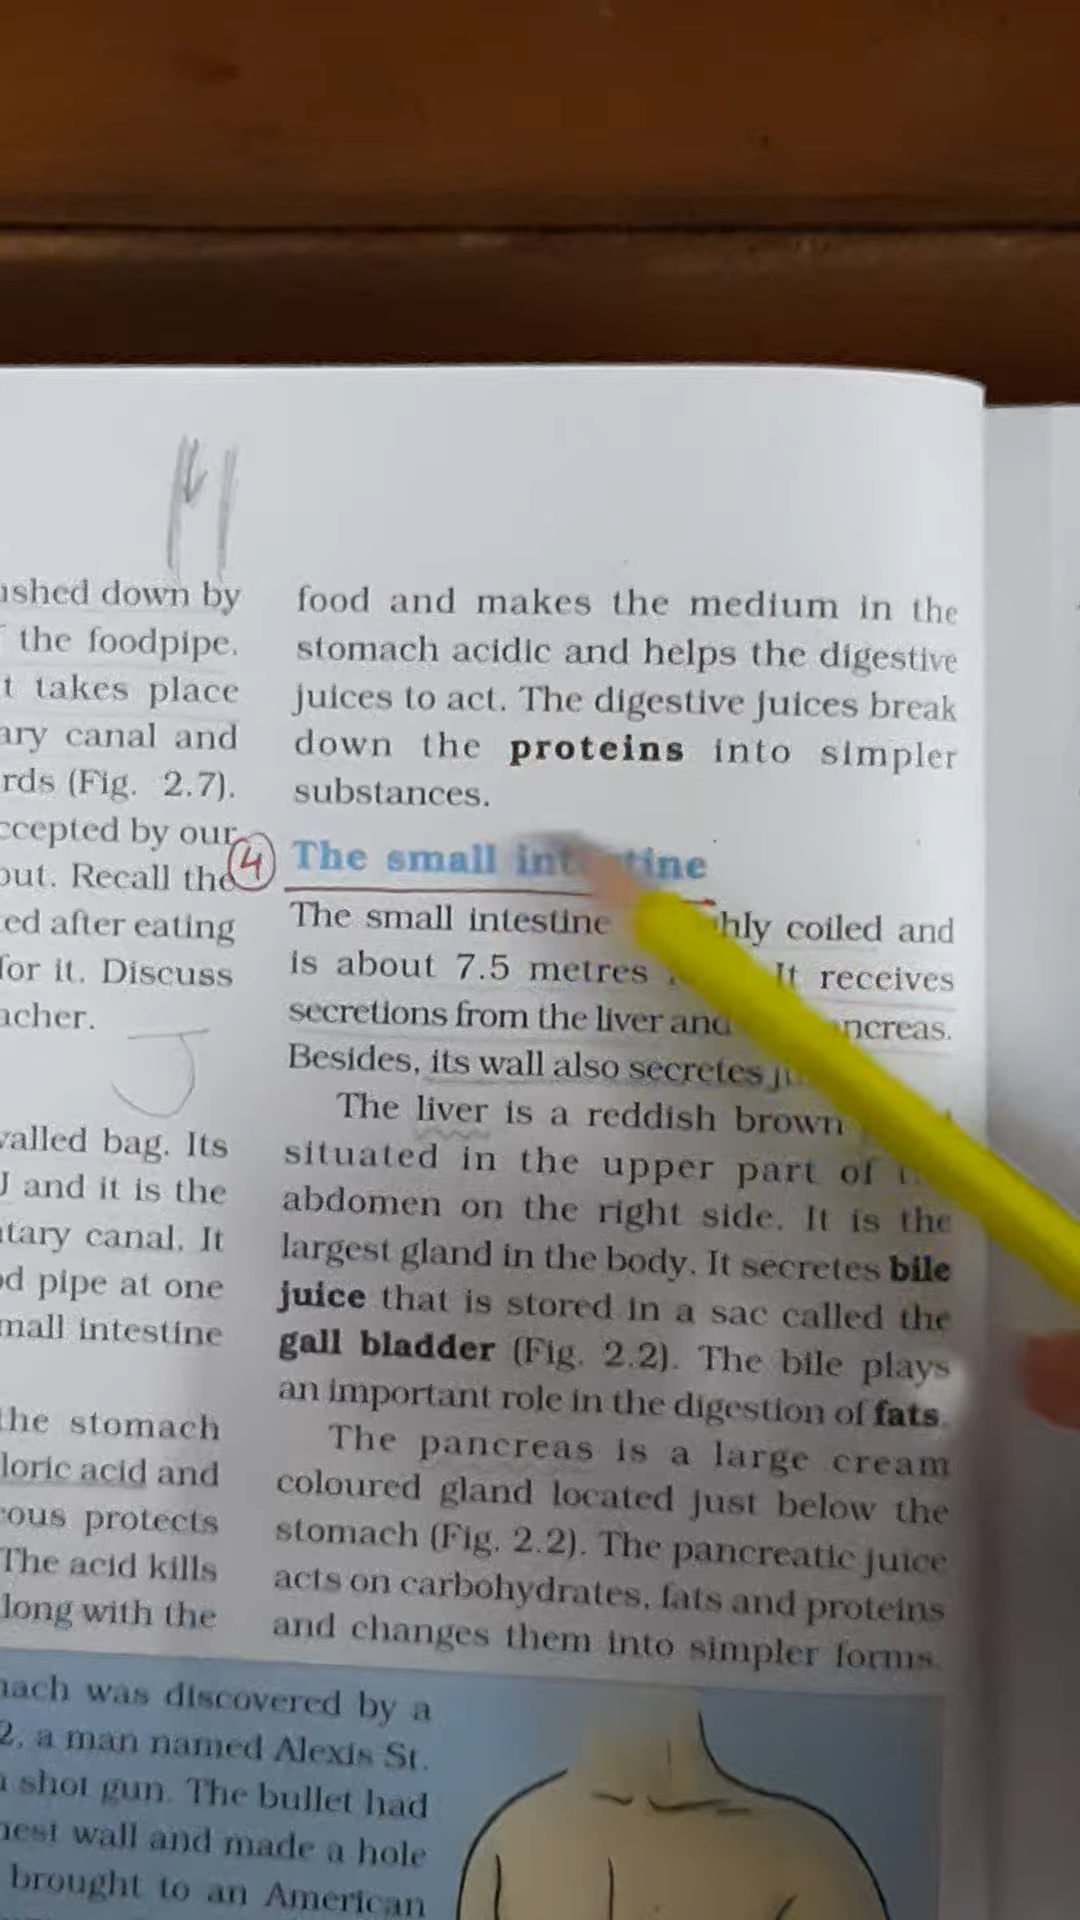 ushed down by
the foodpipe.
t takes place
ary canal and
rds (Fig. 2.7).
ccepted by our
out. Recall the
ed after eating
for it. Discuss
acher.
J
valled bag. Its
J and it is the
ntary canal. It
od pipe at one
mall intestine
the stomach
loric acid and
cous protects
The acid kills
long with the
food and makes the medium in the
stomach acidic and helps the digestive
juices to act. The digestive juices break
down the proteins into simpler
substances.
4 The small intestine
The small intestine hly coiled and
is about 7.5 metres It receives
secretions from the liver and ncreas.
Besides, its wall also secretes
The liver is a reddish brown
situated in the upper part of
abdomen on the right side. It is the
largest gland in the body. It secretes bile
juice that is stored in a sac called the
gall bladder (Fig. 2.2). The bile plays
an important role in the digestion of fats.
The pancreas is a large cream
coloured gland located just below the
stomach (Fig. 2.2). The pancreatic juice
acts on carbohydrates, fats and proteins
and changes them into simpler forms.
mach was discovered by a
2, a man named Alexis St.
shot gun. The bullet had
hest wall and made a hole
brought to an American